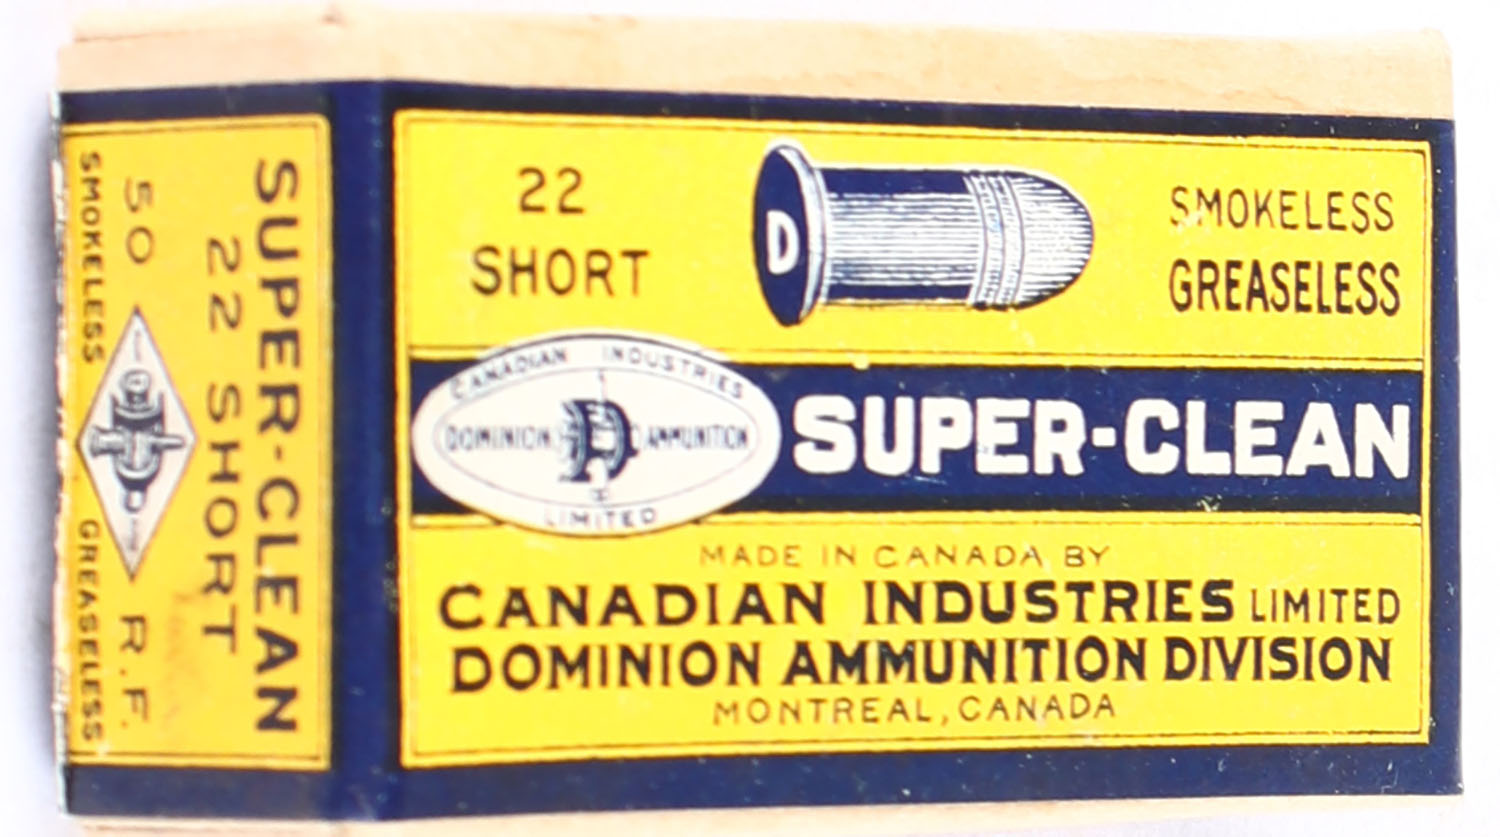 22
SHORT
D
SMOKELESS
GREASELESS
CANADIAN INDUSTRIES
DOMINION AMMUNITION
LIMITED
SUPER-CLEAN
MADE IN CANADA BY
CANADIAN INDUSTRIES LIMITED
DOMINION AMMUNITION DIVISION
MONTREAL, CANADA
SUPER-CLEAN
22 SHORT
50 R.F.
SMOKELESS GREASELESS